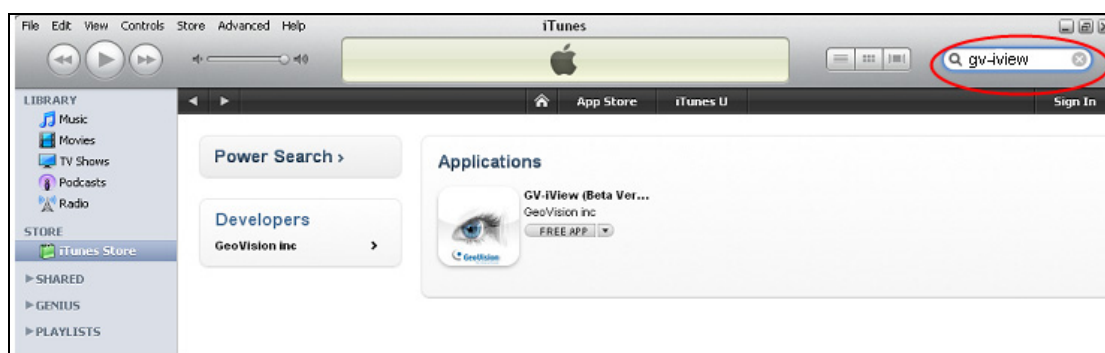 File Edit View Controls Store Advanced Help
iTunes
gv-iview
LIBRARY
Music
Movies
TV Shows
Podcasts
Radio
STORE
iTunes Store
SHARED
GENIUS
PLAYLISTS
App Store iTunes U Sign In
Power Search >
Developers
GeoVision inc
Applications
GV-iView (Beta Ver...
GeoVision inc
FREE APP
GeoVision